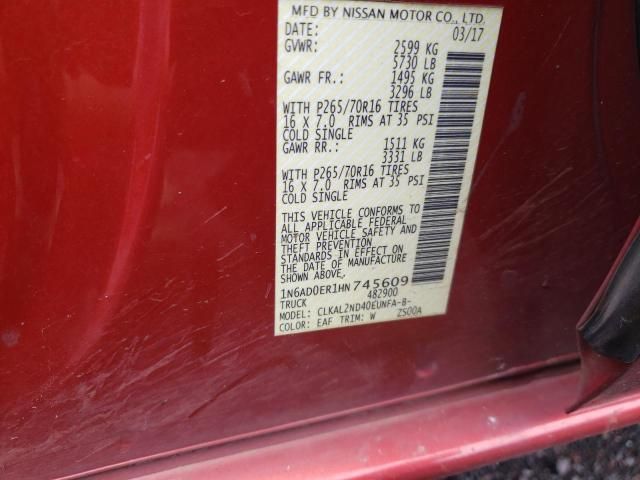 MFD BY NISSAN MOTOR CO., LTD.
DATE: 03/17
GVWR: 2599 KG
5730 LB
GAWR FR.: 1495 KG
3296 LB
WITH P265/70R16 TIRES
16 X 7.0 RIMS AT 35 PSI
COLD SINGLE
GAWR RR.: 1511 KG
3331 LB
WITH P265/70R16 TIRES
16 X 7.0 RIMS AT 35 PSI
COLD SINGLE
THIS VEHICLE CONFORMS TO
ALL APPLICABLE FEDERAL
MOTOR VEHICLE SAFETY AND
THEFT PREVENTION
STANDARDS IN EFFECT ON
THE DATE OF MANUFACTURE
SHOWN ABOVE.
1N6AD0ER1HN 745609
TRUCK 482900
MODEL: CLKAL2ND40EUNFA-B-
COLOR: EAF TRIM: W ZS00A